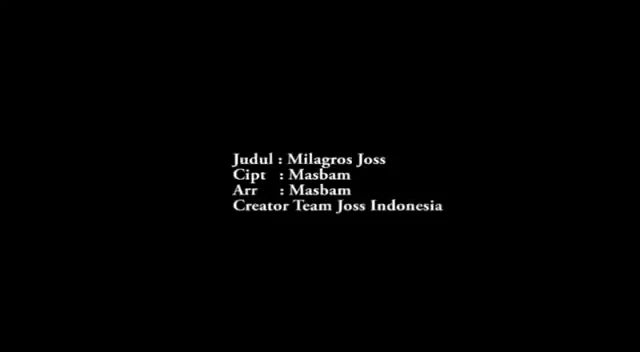 Judul : Milagros Joss
Cipt : Masbam
Arr : Masbam
Creator Team Joss Indonesia